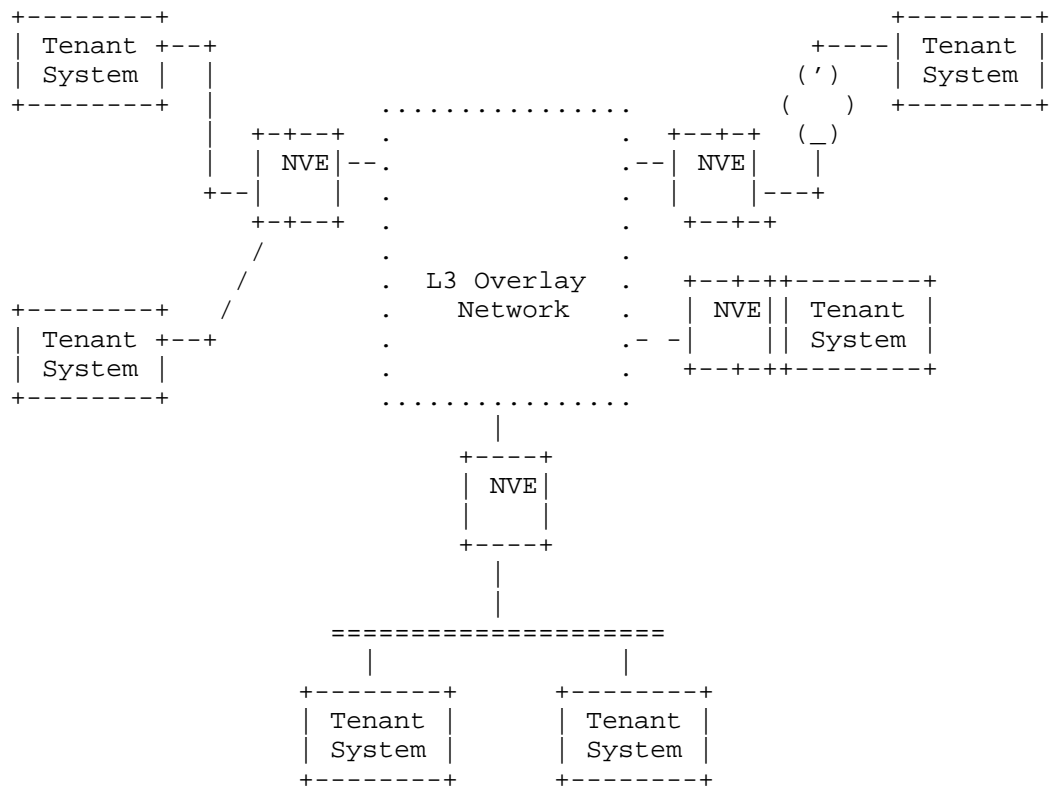 Tenant
System
Tenant
System
NVE
NVE
L3 Overlay
Network
NVE
Tenant
System
Tenant
System
NVE
Tenant
System
Tenant
System